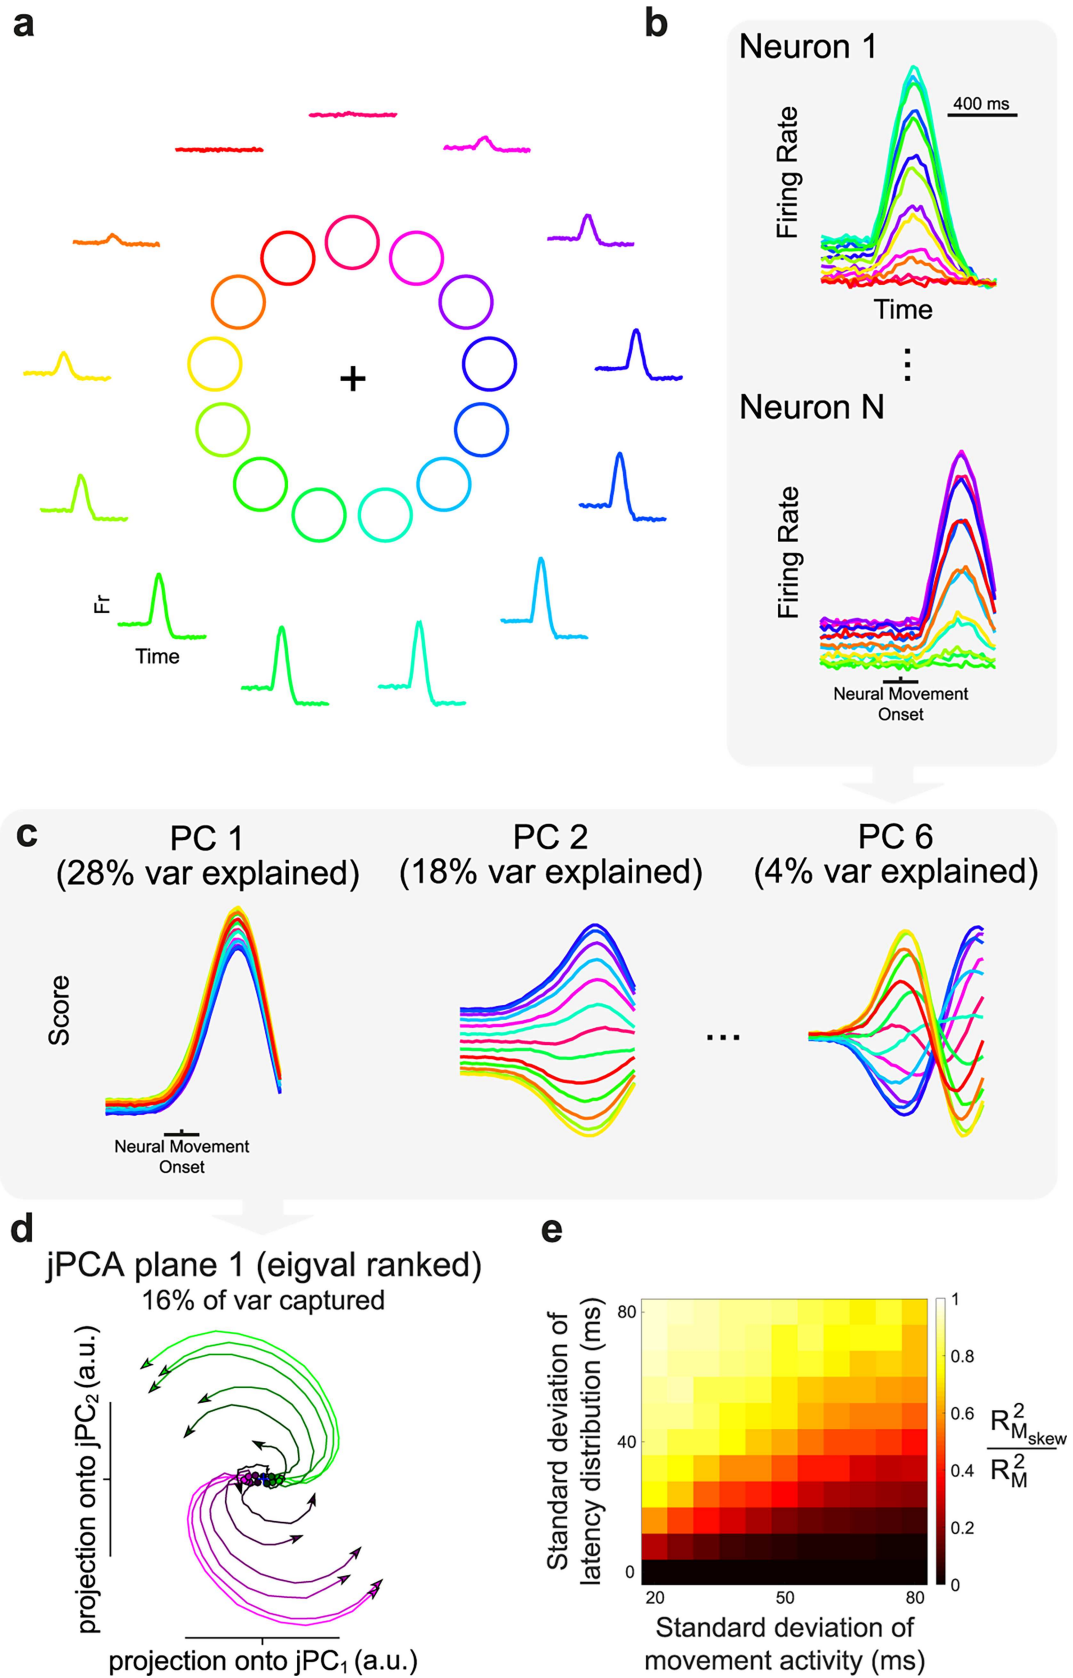 a
Fr
Time
b
Neuron 1
Firing Rate
400 ms
Time
Neuron N
Firing Rate
Neural Movement
Onset
c
PC 1
(28% var explained)
PC 2
(18% var explained)
PC 6
(4% var explained)
Score
...
Neural Movement
Onset
d
jPCA plane 1 (eigval ranked)
16% of var captured
projection onto jPC2 (a.u.)
projection onto jPC1 (a.u.)
e
Standard deviation of
latency distribution (ms)
80
40
0
20
50
80
Standard deviation of
movement activity (ms)
1
0.8
0.6
0.4
0.2
0
R²Mskew
R²M